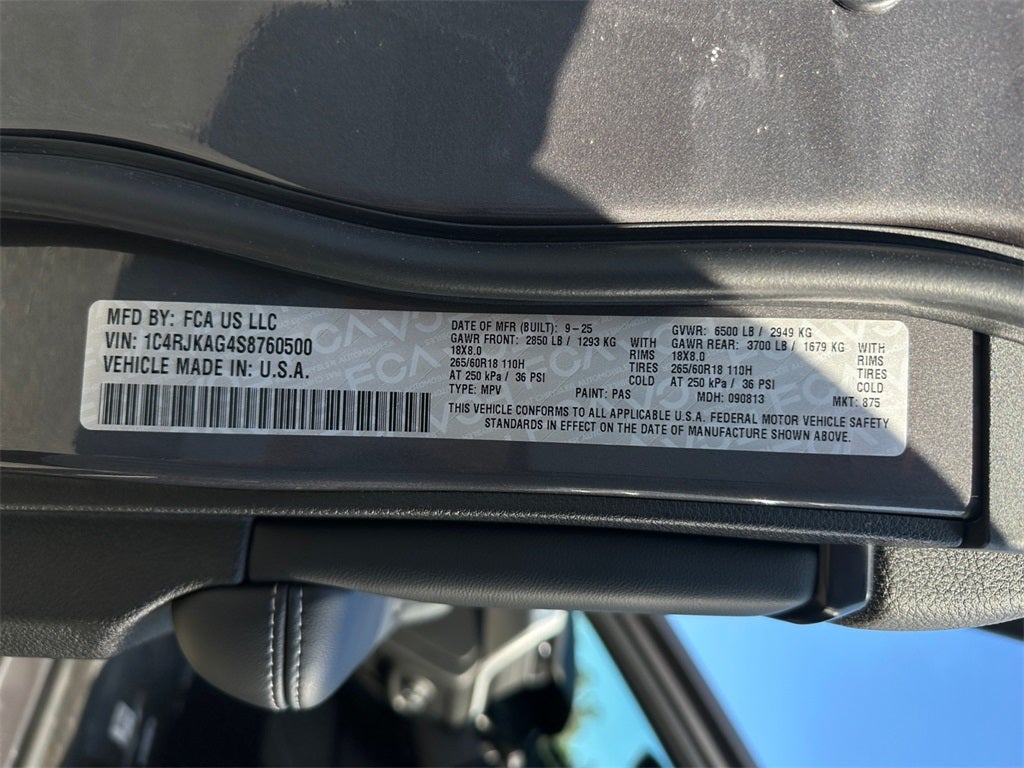 MFD BY: FCA US LLC
VIN: 1C4RJKAG4S8760500
VEHICLE MADE IN: U.S.A.
DATE OF MFR (BUILT): 9-25
GAWR FRONT: 2850 LB / 1293 KG WITH
18X8.0 RIMS
265/60R18 110H TIRES
AT 250 kPa / 36 PSI COLD
TYPE: MPV PAINT: PAS
GVWR: 6500 LB / 2949 KG
GAWR REAR: 3700 LB / 1679 KG WITH
18X8.0 RIMS
265/60R18 110H TIRES
AT 250 kPa / 36 PSI COLD
MDH: 090813 MKT: 875
THIS VEHICLE CONFORMS TO ALL APPLICABLE U.S.A. FEDERAL MOTOR VEHICLE SAFETY
STANDARDS IN EFFECT ON THE DATE OF MANUFACTURE SHOWN ABOVE.